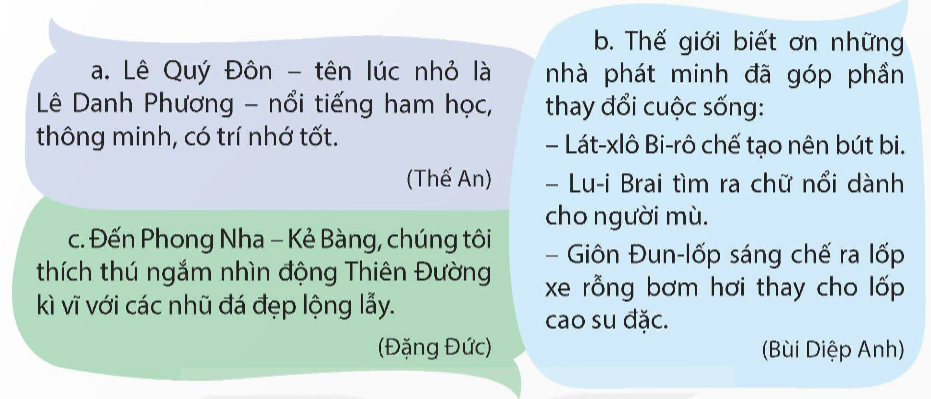 a. Lê Quý Đôn – tên lúc nhỏ là
Lê Danh Phương – nổi tiếng ham học,
thông minh, có trí nhớ tốt.
(Thế An)
b. Thế giới biết ơn những
nhà phát minh đã góp phần
thay đổi cuộc sống:
– Lát-xlô Bi-rô chế tạo nên bút bi.
– Lu-i Brai tìm ra chữ nổi dành
cho người mù.
– Giôn Đun-lốp sáng chế ra lốp
xe rỗng bơm hơi thay cho lốp
cao su đặc.
(Bùi Diệp Anh)
c. Đến Phong Nha – Kẻ Bàng, chúng tôi
thích thú ngắm nhìn động Thiên Đường
kì vĩ với các nhũ đá đẹp lộng lẫy.
(Đặng Đức)